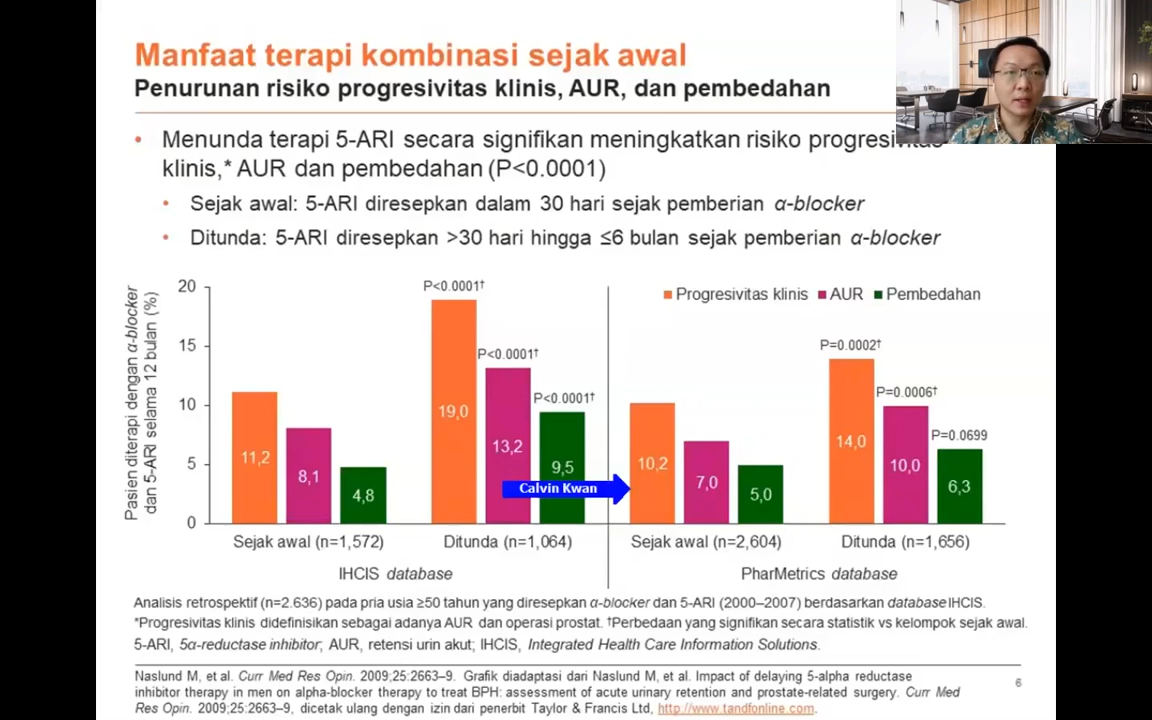 Manfaat terapi kombinasi sejak awal
Penurunan risiko progresivitas klinis, AUR, dan pembedahan
• Menunda terapi 5-ARI secara signifikan meningkatkan risiko progresivitas
klinis,* AUR dan pembedahan (P<0.0001)
• Sejak awal: 5-ARI diresepkan dalam 30 hari sejak pemberian α-blocker
• Ditunda: 5-ARI diresepkan >30 hari hingga ≤6 bulan sejak pemberian α-blocker
Pasien diterapi dengan α-blocker
dan 5-ARI selama 12 bulan (%)
20
15
10
5
0
Progresivitas klinis AUR Pembedahan
11,2
8,1
4,8
P<0.0001†
19,0
P<0.0001†
13,2
P<0.0001†
9,5
Calvin Kwan
10,2
7,0
5,0
P=0.0002†
14,0
P=0.0006†
10,0
P=0.0699
6,3
Sejak awal (n=1,572)
Ditunda (n=1,064)
Sejak awal (n=2,604)
Ditunda (n=1,656)
IHCIS database
PharMetrics database
Analisis retrospektif (n=2.636) pada pria usia ≥50 tahun yang diresepkan α-blocker dan 5-ARI (2000–2007) berdasarkan database IHCIS.
*Progresivitas klinis didefinisikan sebagai adanya AUR dan operasi prostat. †Perbedaan yang signifikan secara statistik vs kelompok sejak awal.
5-ARI, 5α-reductase inhibitor; AUR, retensi urin akut; IHCIS, Integrated Health Care Information Solutions.
Naslund M, et al. Curr Med Res Opin. 2009;25:2663–9. Grafik diadaptasi dari Naslund M, et al. Impact of delaying 5-alpha reductase
inhibitor therapy in men on alpha-blocker therapy to treat BPH: assessment of acute urinary retention and prostate-related surgery. Curr Med
Res Opin. 2009;25:2663–9, dicetak ulang dengan izin dari penerbit Taylor & Francis Ltd, http://www.tandfonline.com.
6